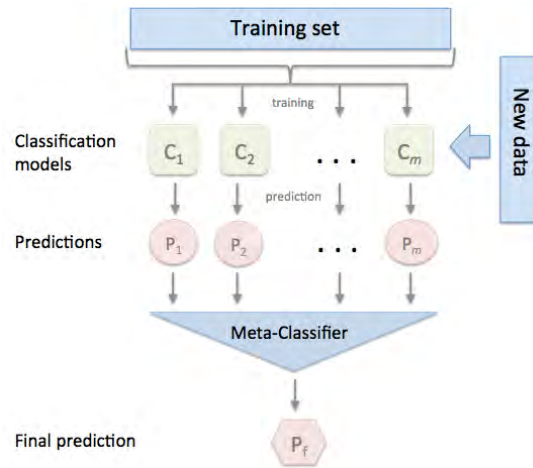 Training set
training
Classification
models
C1 C2 . . . Cm
New data
prediction
Predictions
P1 P2 . . . Pm
Meta-Classifier
Final prediction
Pf